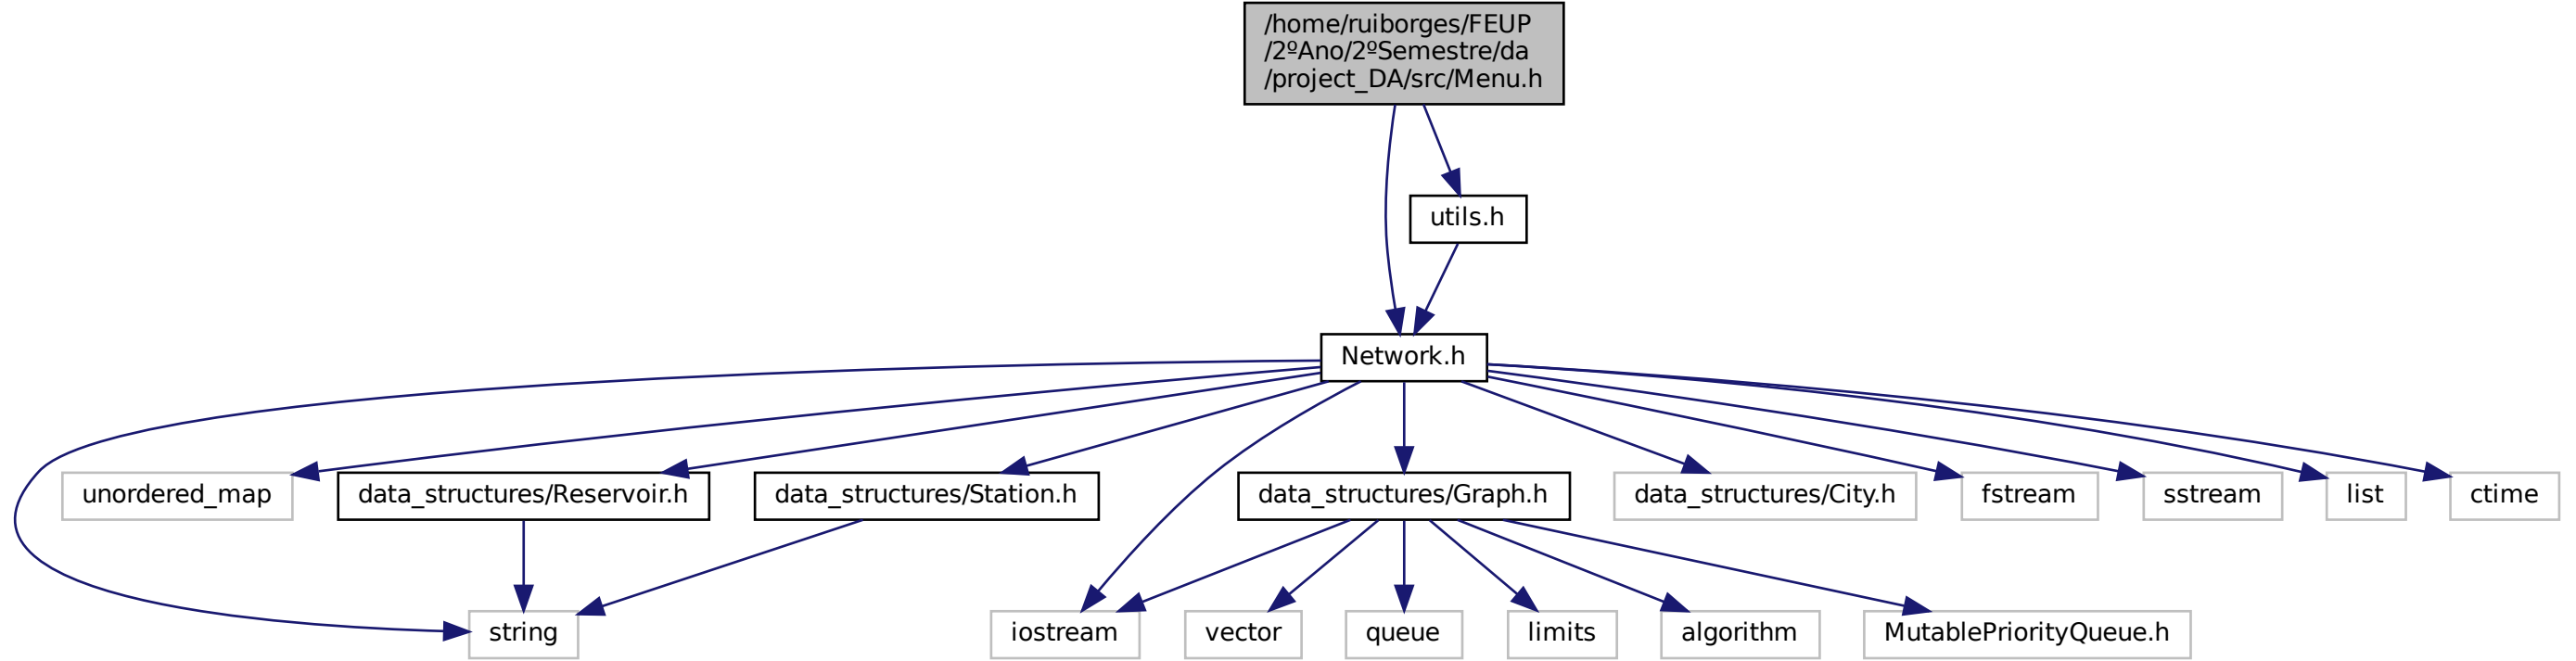 /home/ruiborges/FEUP
/2ºAno/2ºSemestre/da
/project_DA/src/Menu.h
utils.h
Network.h
unordered_map
data_structures/Reservoir.h
data_structures/Station.h
data_structures/Graph.h
data_structures/City.h
fstream
sstream
list
ctime
string
iostream
vector
queue
limits
algorithm
MutablePriorityQueue.h